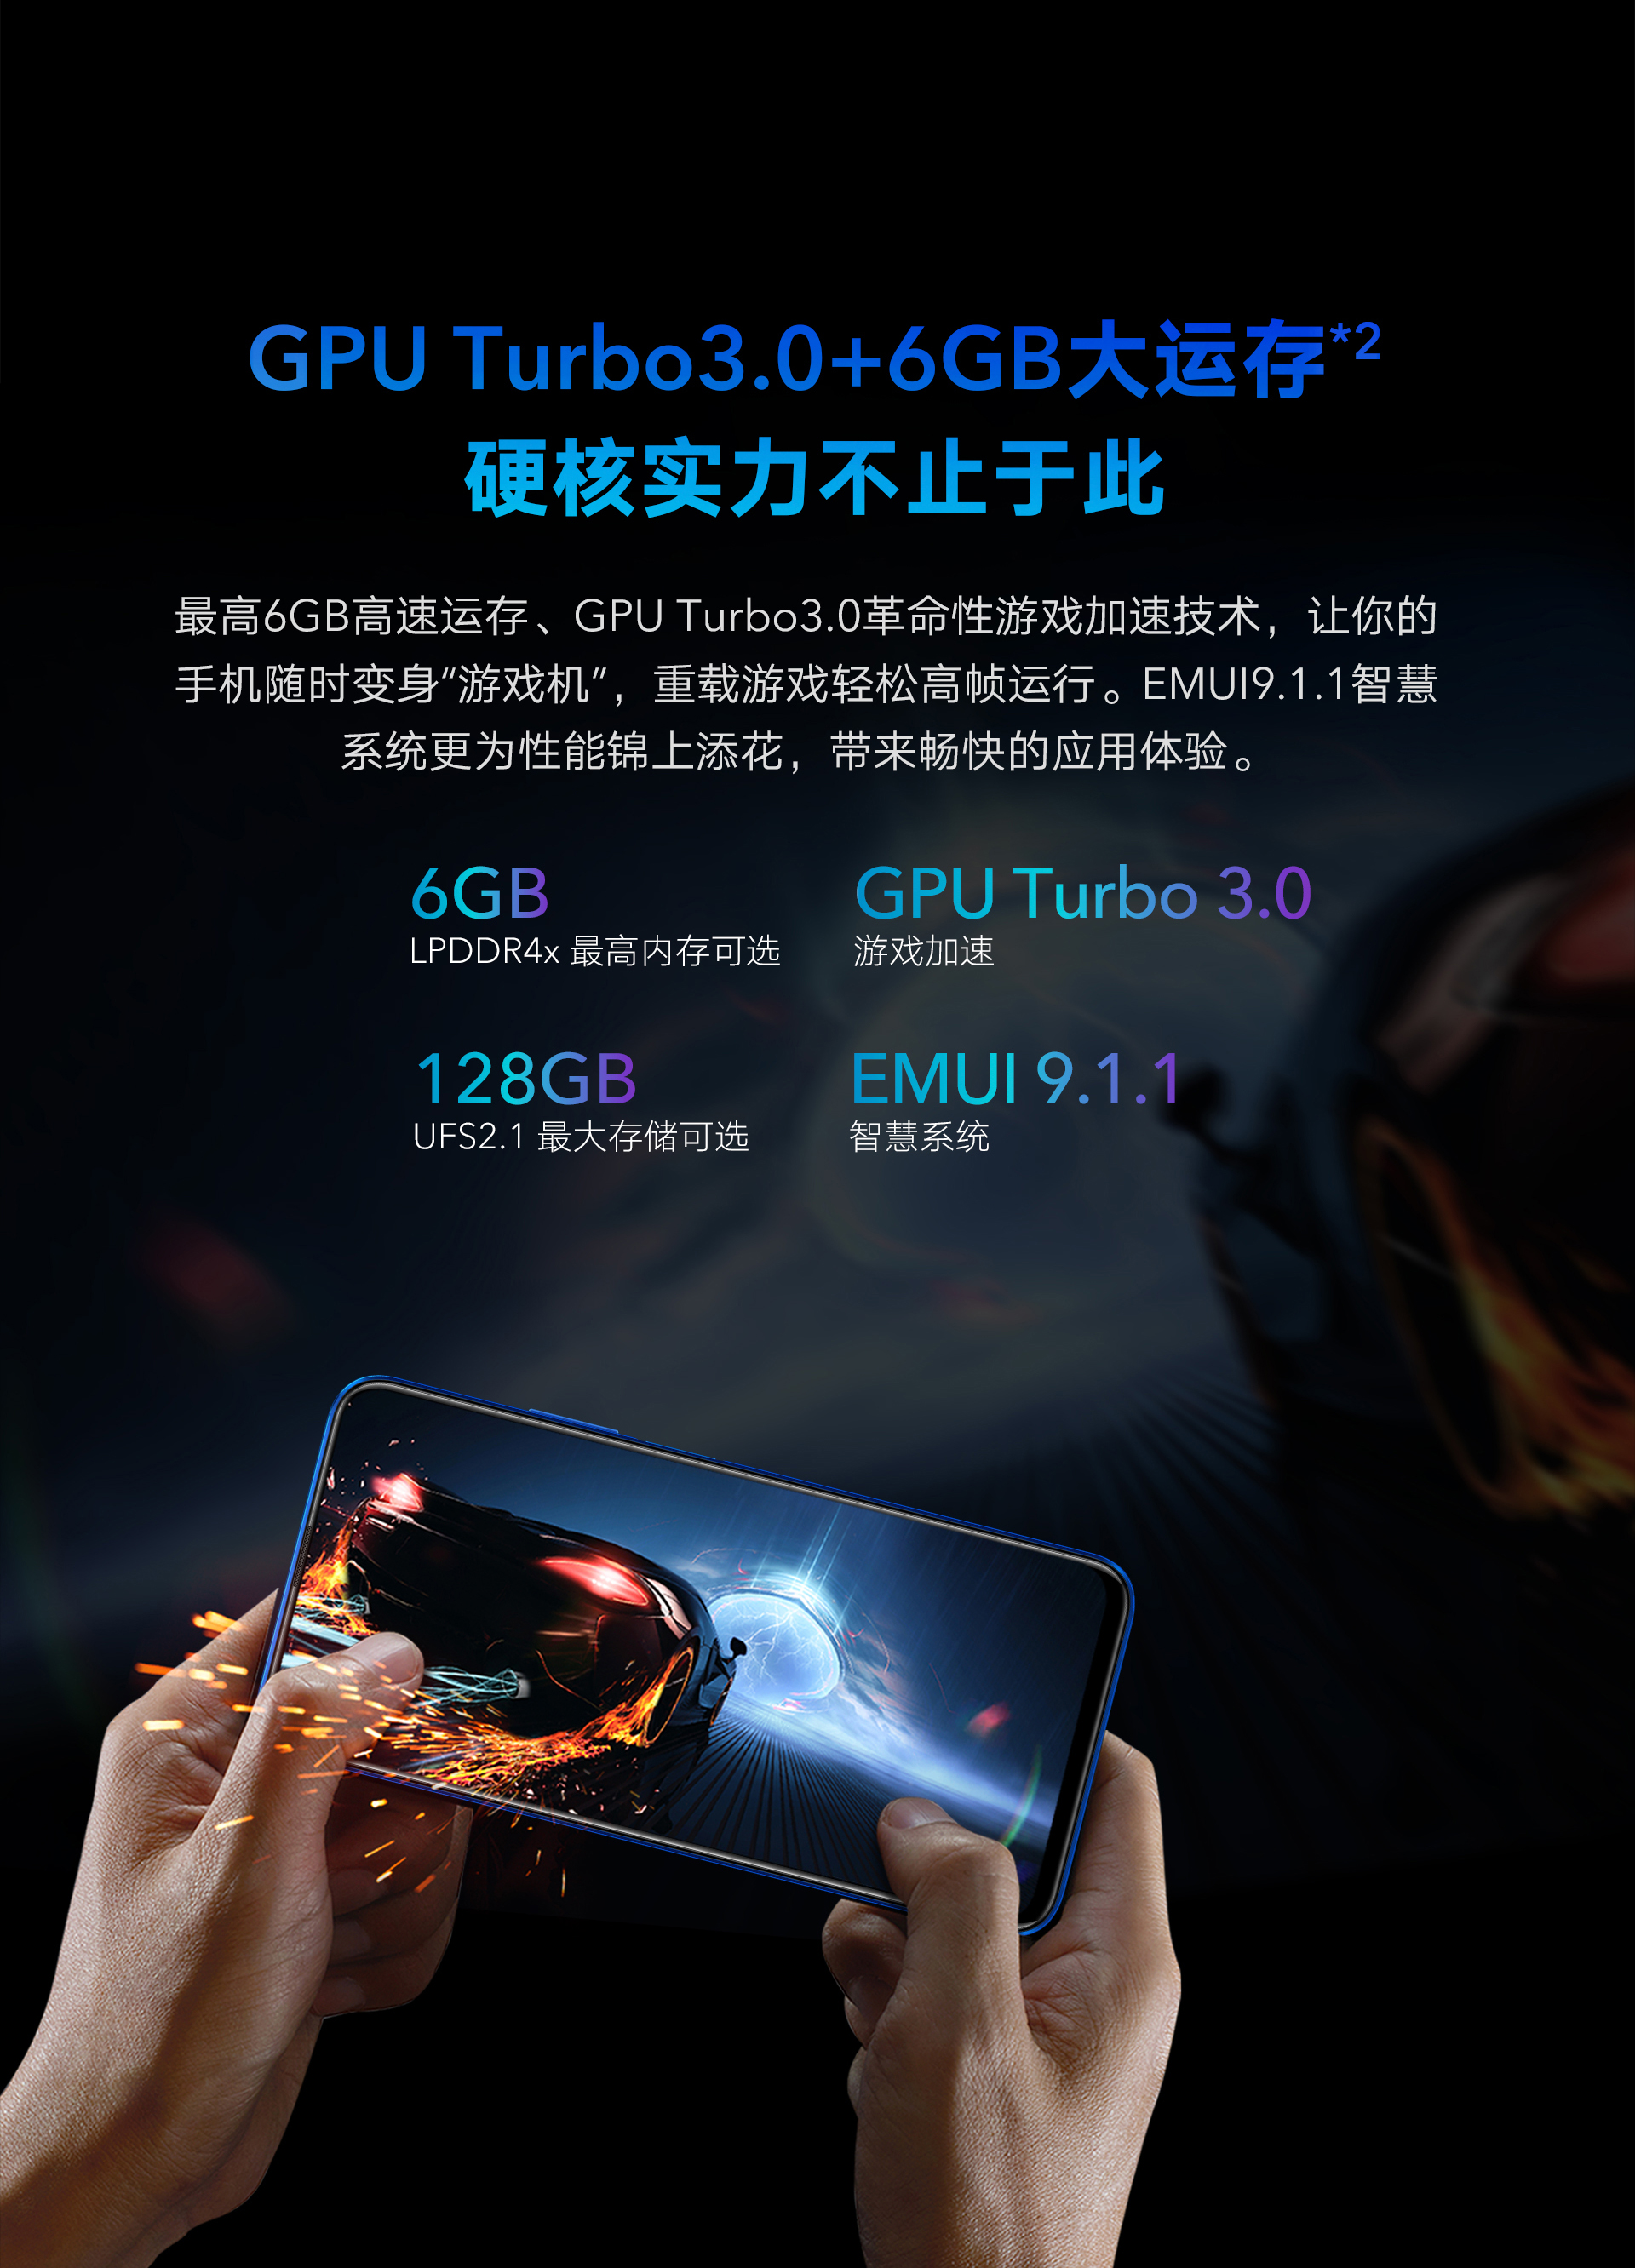 GPU Turbo3.0+6GB大运存*2
硬核实力不止于此
最高6GB高速运存、GPU Turbo3.0革命性游戏加速技术，让你的
手机随时变身“游戏机”，重载游戏轻松高帧运行。EMUI9.1.1智慧
系统更为性能锦上添花，带来畅快的应用体验。
6GB
LPDDR4x 最高内存可选
GPU Turbo 3.0
游戏加速
128GB
UFS2.1 最大存储可选
EMUI 9.1.1
智慧系统